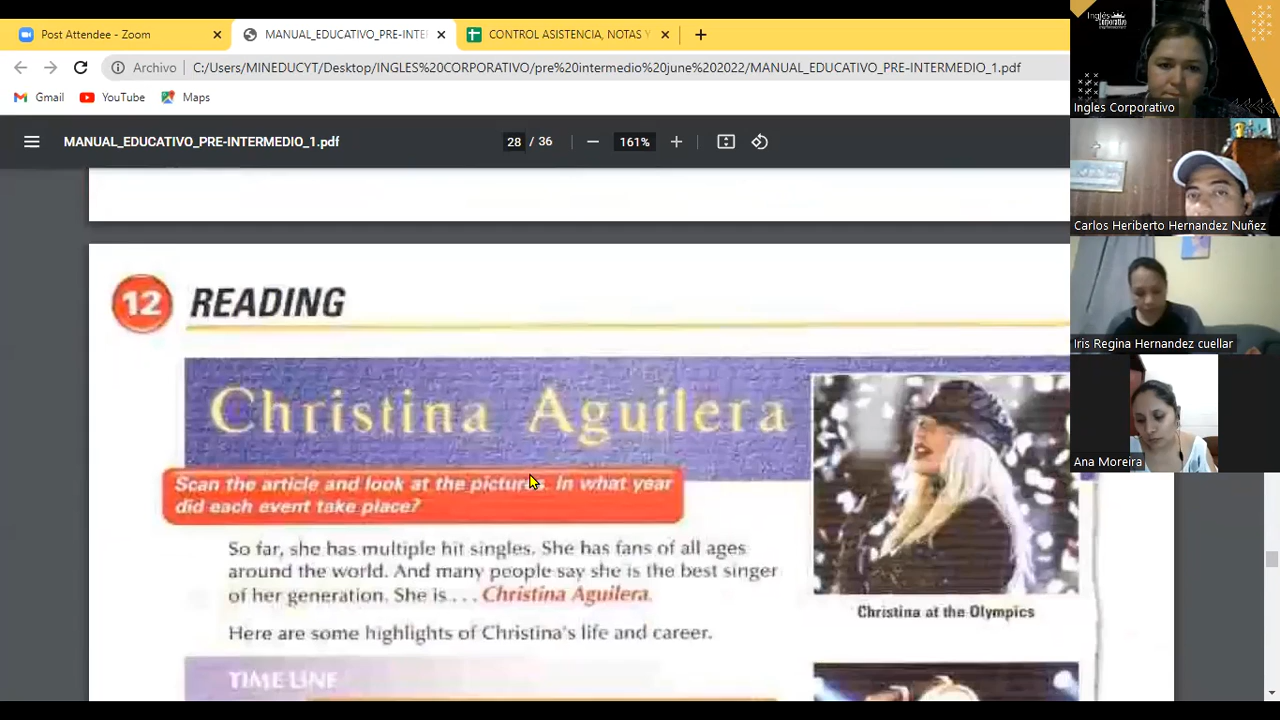 Post Attendee - Zoom
MANUAL_EDUCATIVO_PRE-INTE
CONTROL ASISTENCIA, NOTAS Y
Archivo
C:/Users/MINEDUCYT/Desktop/INGLES%20CORPORATIVO/pre%20intermedio%20june%202022/MANUAL_EDUCATIVO_PRE-INTERMEDIO_1.pdf
Gmail
YouTube
Maps
MANUAL_EDUCATIVO_PRE-INTERMEDIO_1.pdf
28 / 36
161%
12 READING
Christina Aguilera
Scan the article and look at the pictures. In what year
did each event take place?
So far, she has multiple hit singles. She has fans of all ages
around the world. And many people say she is the best singer
of her generation. She is . . . Christina Aguilera.
Here are some highlights of Christina's life and career.
TIME LINE
Christina at the Olympics
Inglés
Corporativo
Ingles Corporativo
Carlos Heriberto Hernandez Nuñez
Iris Regina Hernandez cuellar
Ana Moreira